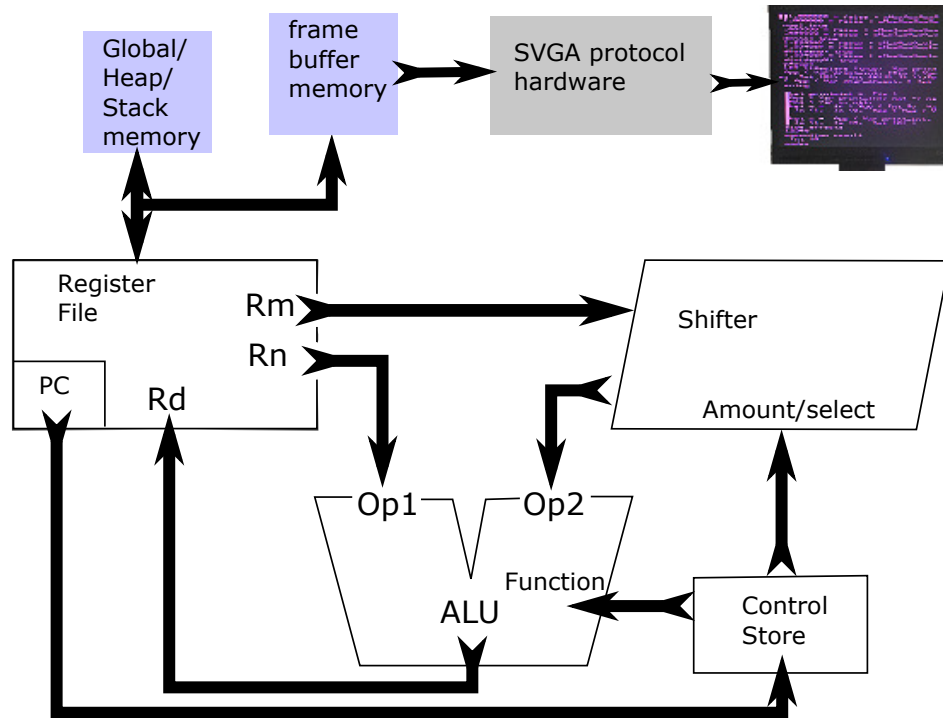 Global/
Heap/
Stack
memory
frame
buffer
memory
SVGA protocol
hardware
Register
File
Rm
Rn
PC
Rd
Shifter
Amount/select
Op1
Op2
Function
ALU
Control
Store